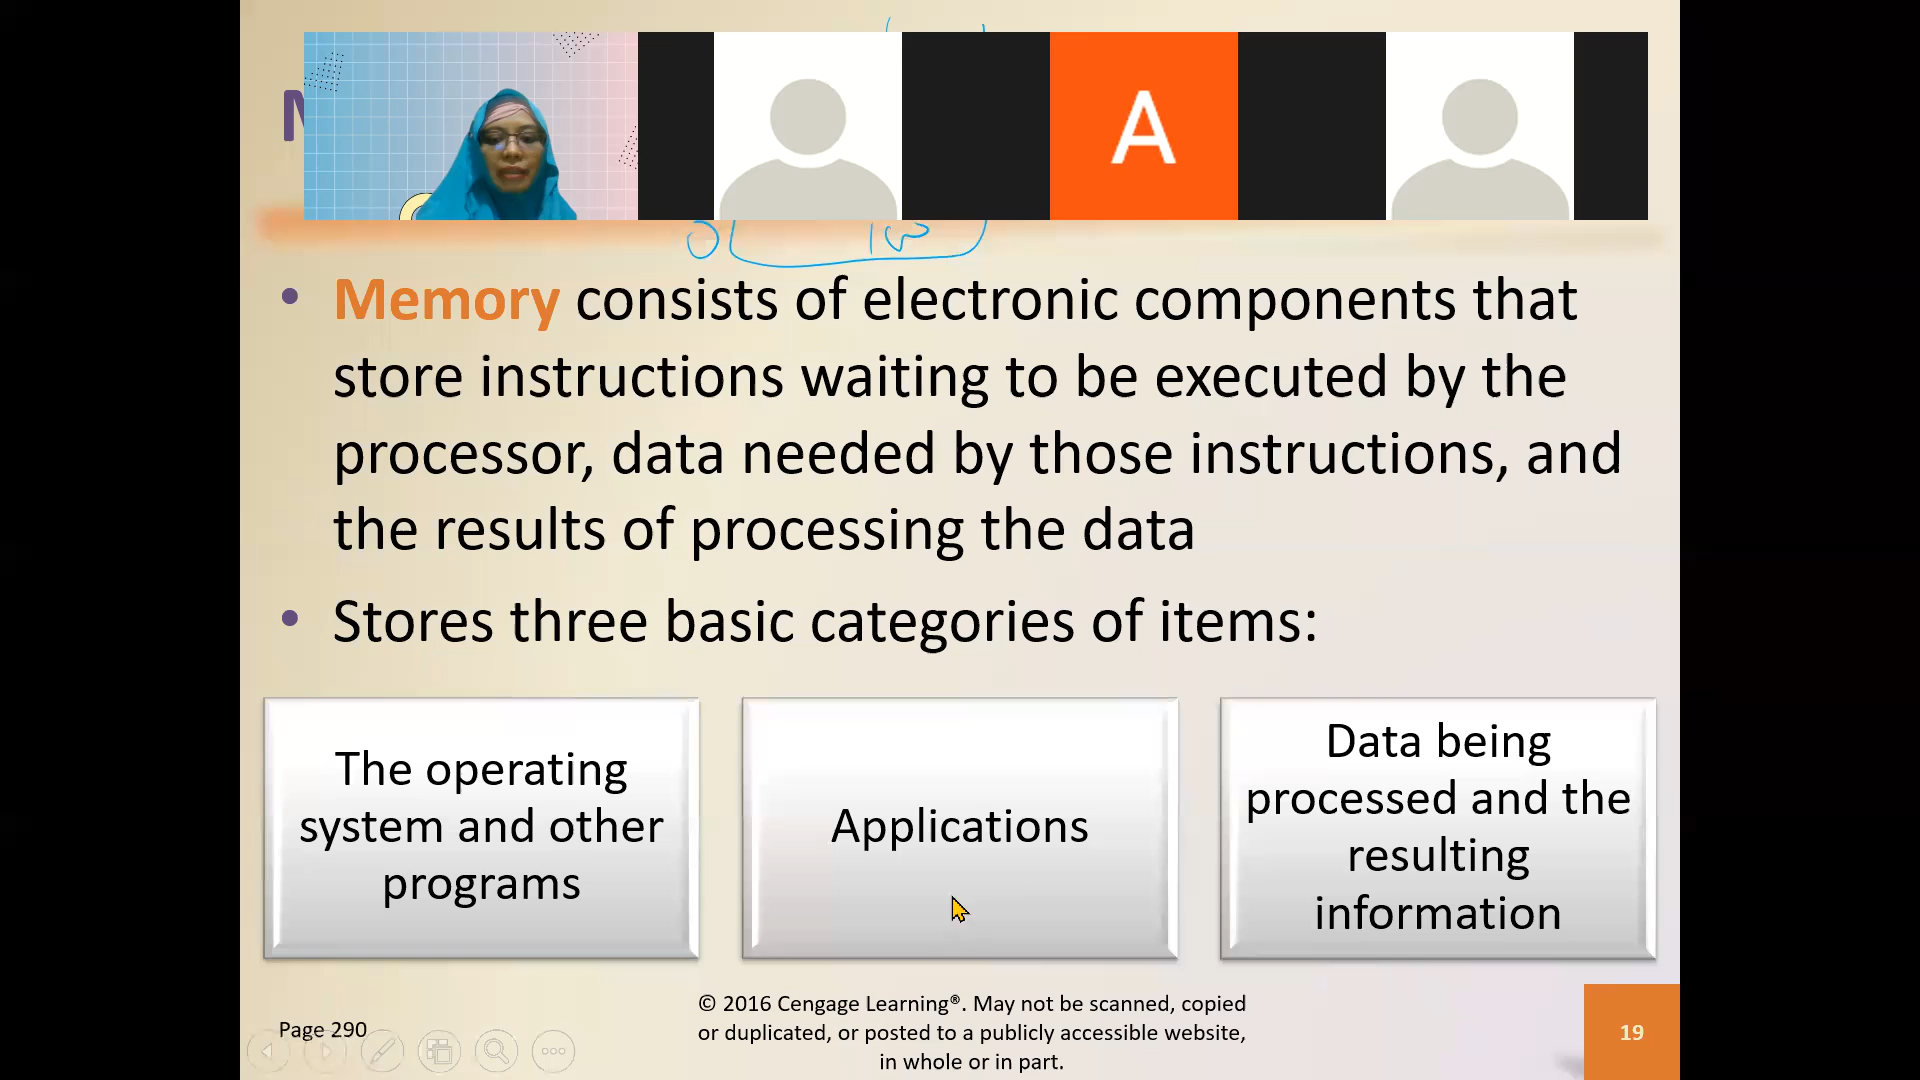 M
A
• Memory consists of electronic components that
store instructions waiting to be executed by the
processor, data needed by those instructions, and
the results of processing the data
• Stores three basic categories of items:
The operating
system and other
programs
Applications
Data being
processed and the
resulting
information
Page 290
© 2016 Cengage Learning®. May not be scanned, copied
or duplicated, or posted to a publicly accessible website,
in whole or in part.
19